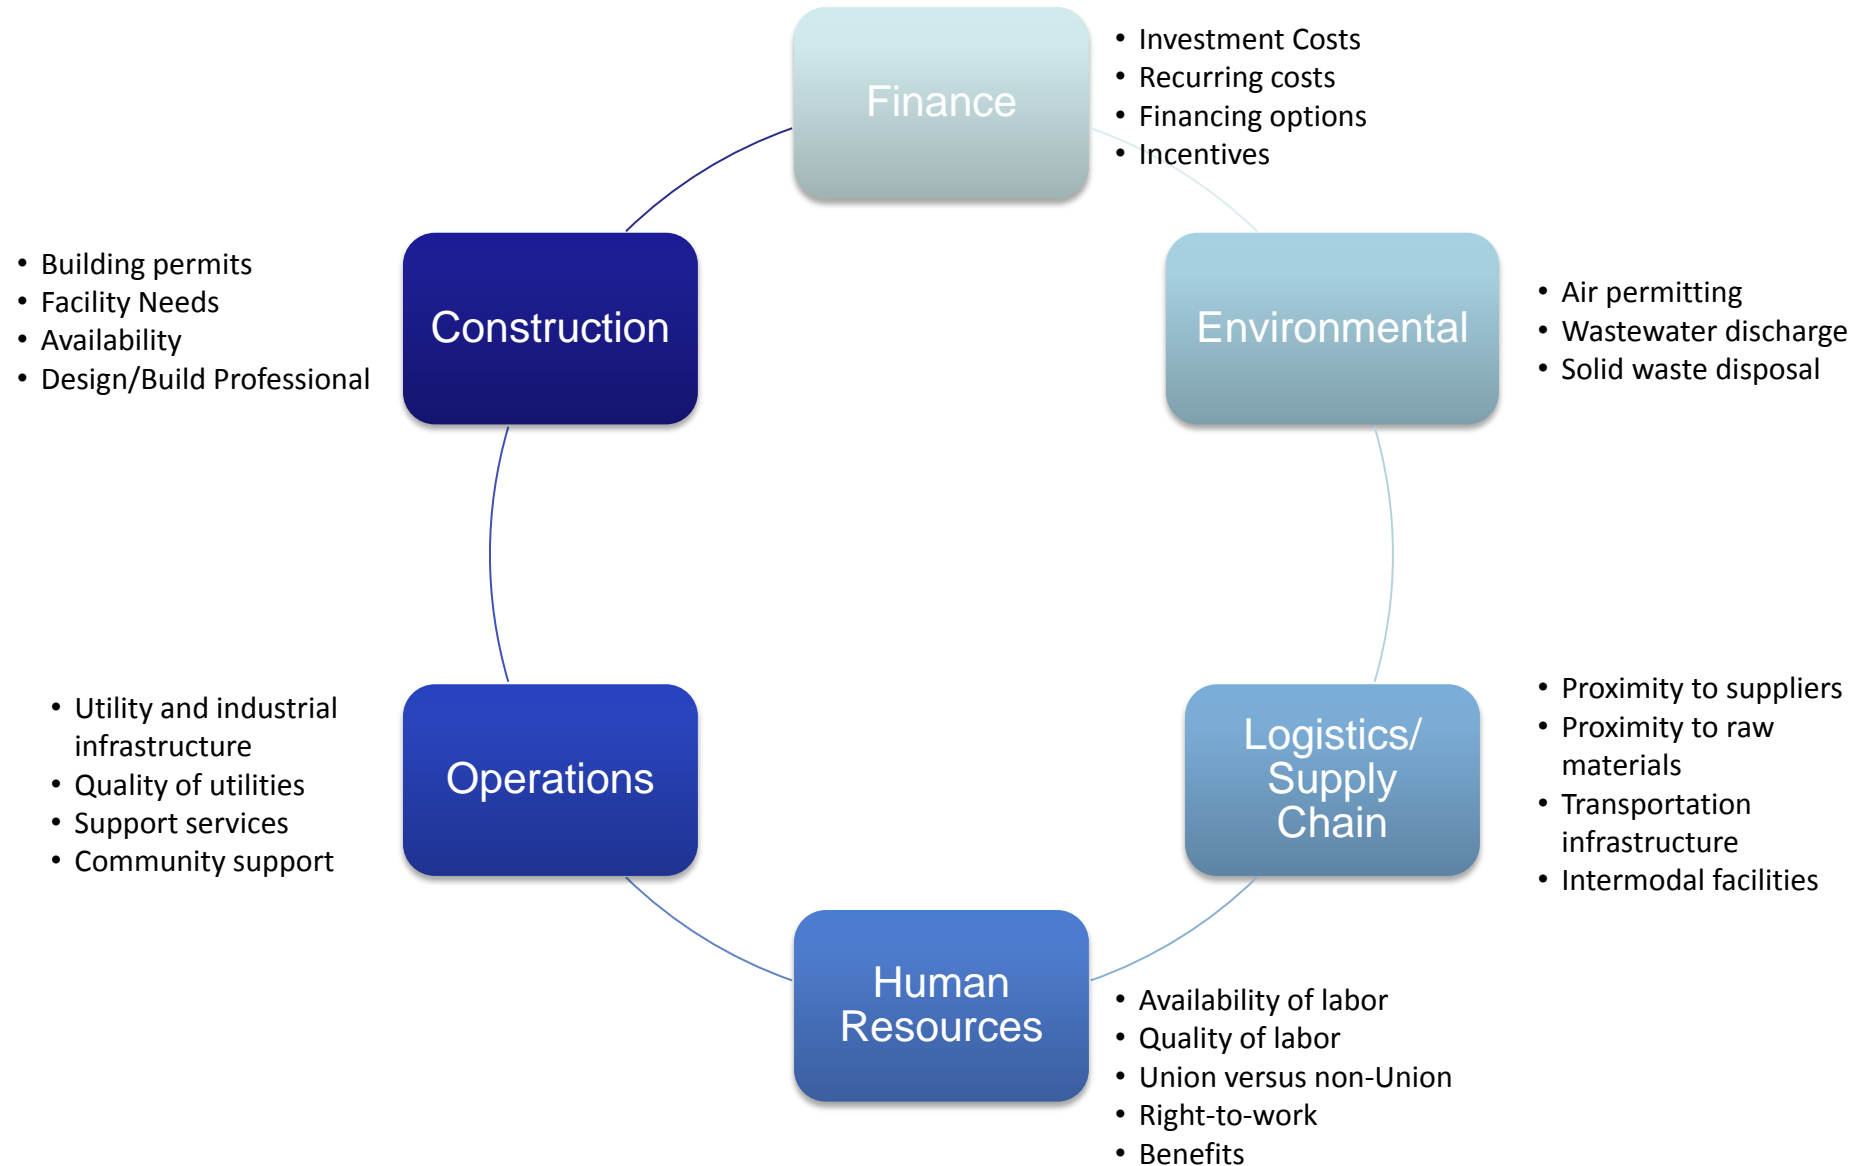 Finance
• Investment Costs
• Recurring costs
• Financing options
• Incentives
Environmental
• Air permitting
• Wastewater discharge
• Solid waste disposal
Logistics/
Supply
Chain
• Proximity to suppliers
• Proximity to raw
materials
• Transportation
infrastructure
• Intermodal facilities
Human
Resources
• Availability of labor
• Quality of labor
• Union versus non-Union
• Right-to-work
• Benefits
Operations
• Utility and industrial
infrastructure
• Quality of utilities
• Support services
• Community support
Construction
• Building permits
• Facility Needs
• Availability
• Design/Build Professional